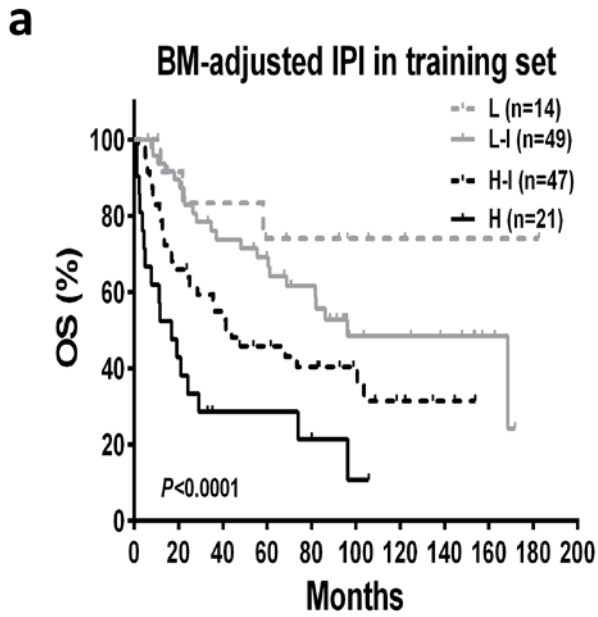 a
BM-adjusted IPI in training set
L (n=14)
L-I (n=49)
H-I (n=47)
H (n=21)
OS (%)
100
80
60
40
20
0
P<0.0001
0 20 40 60 80 100 120 140 160 180 200
Months